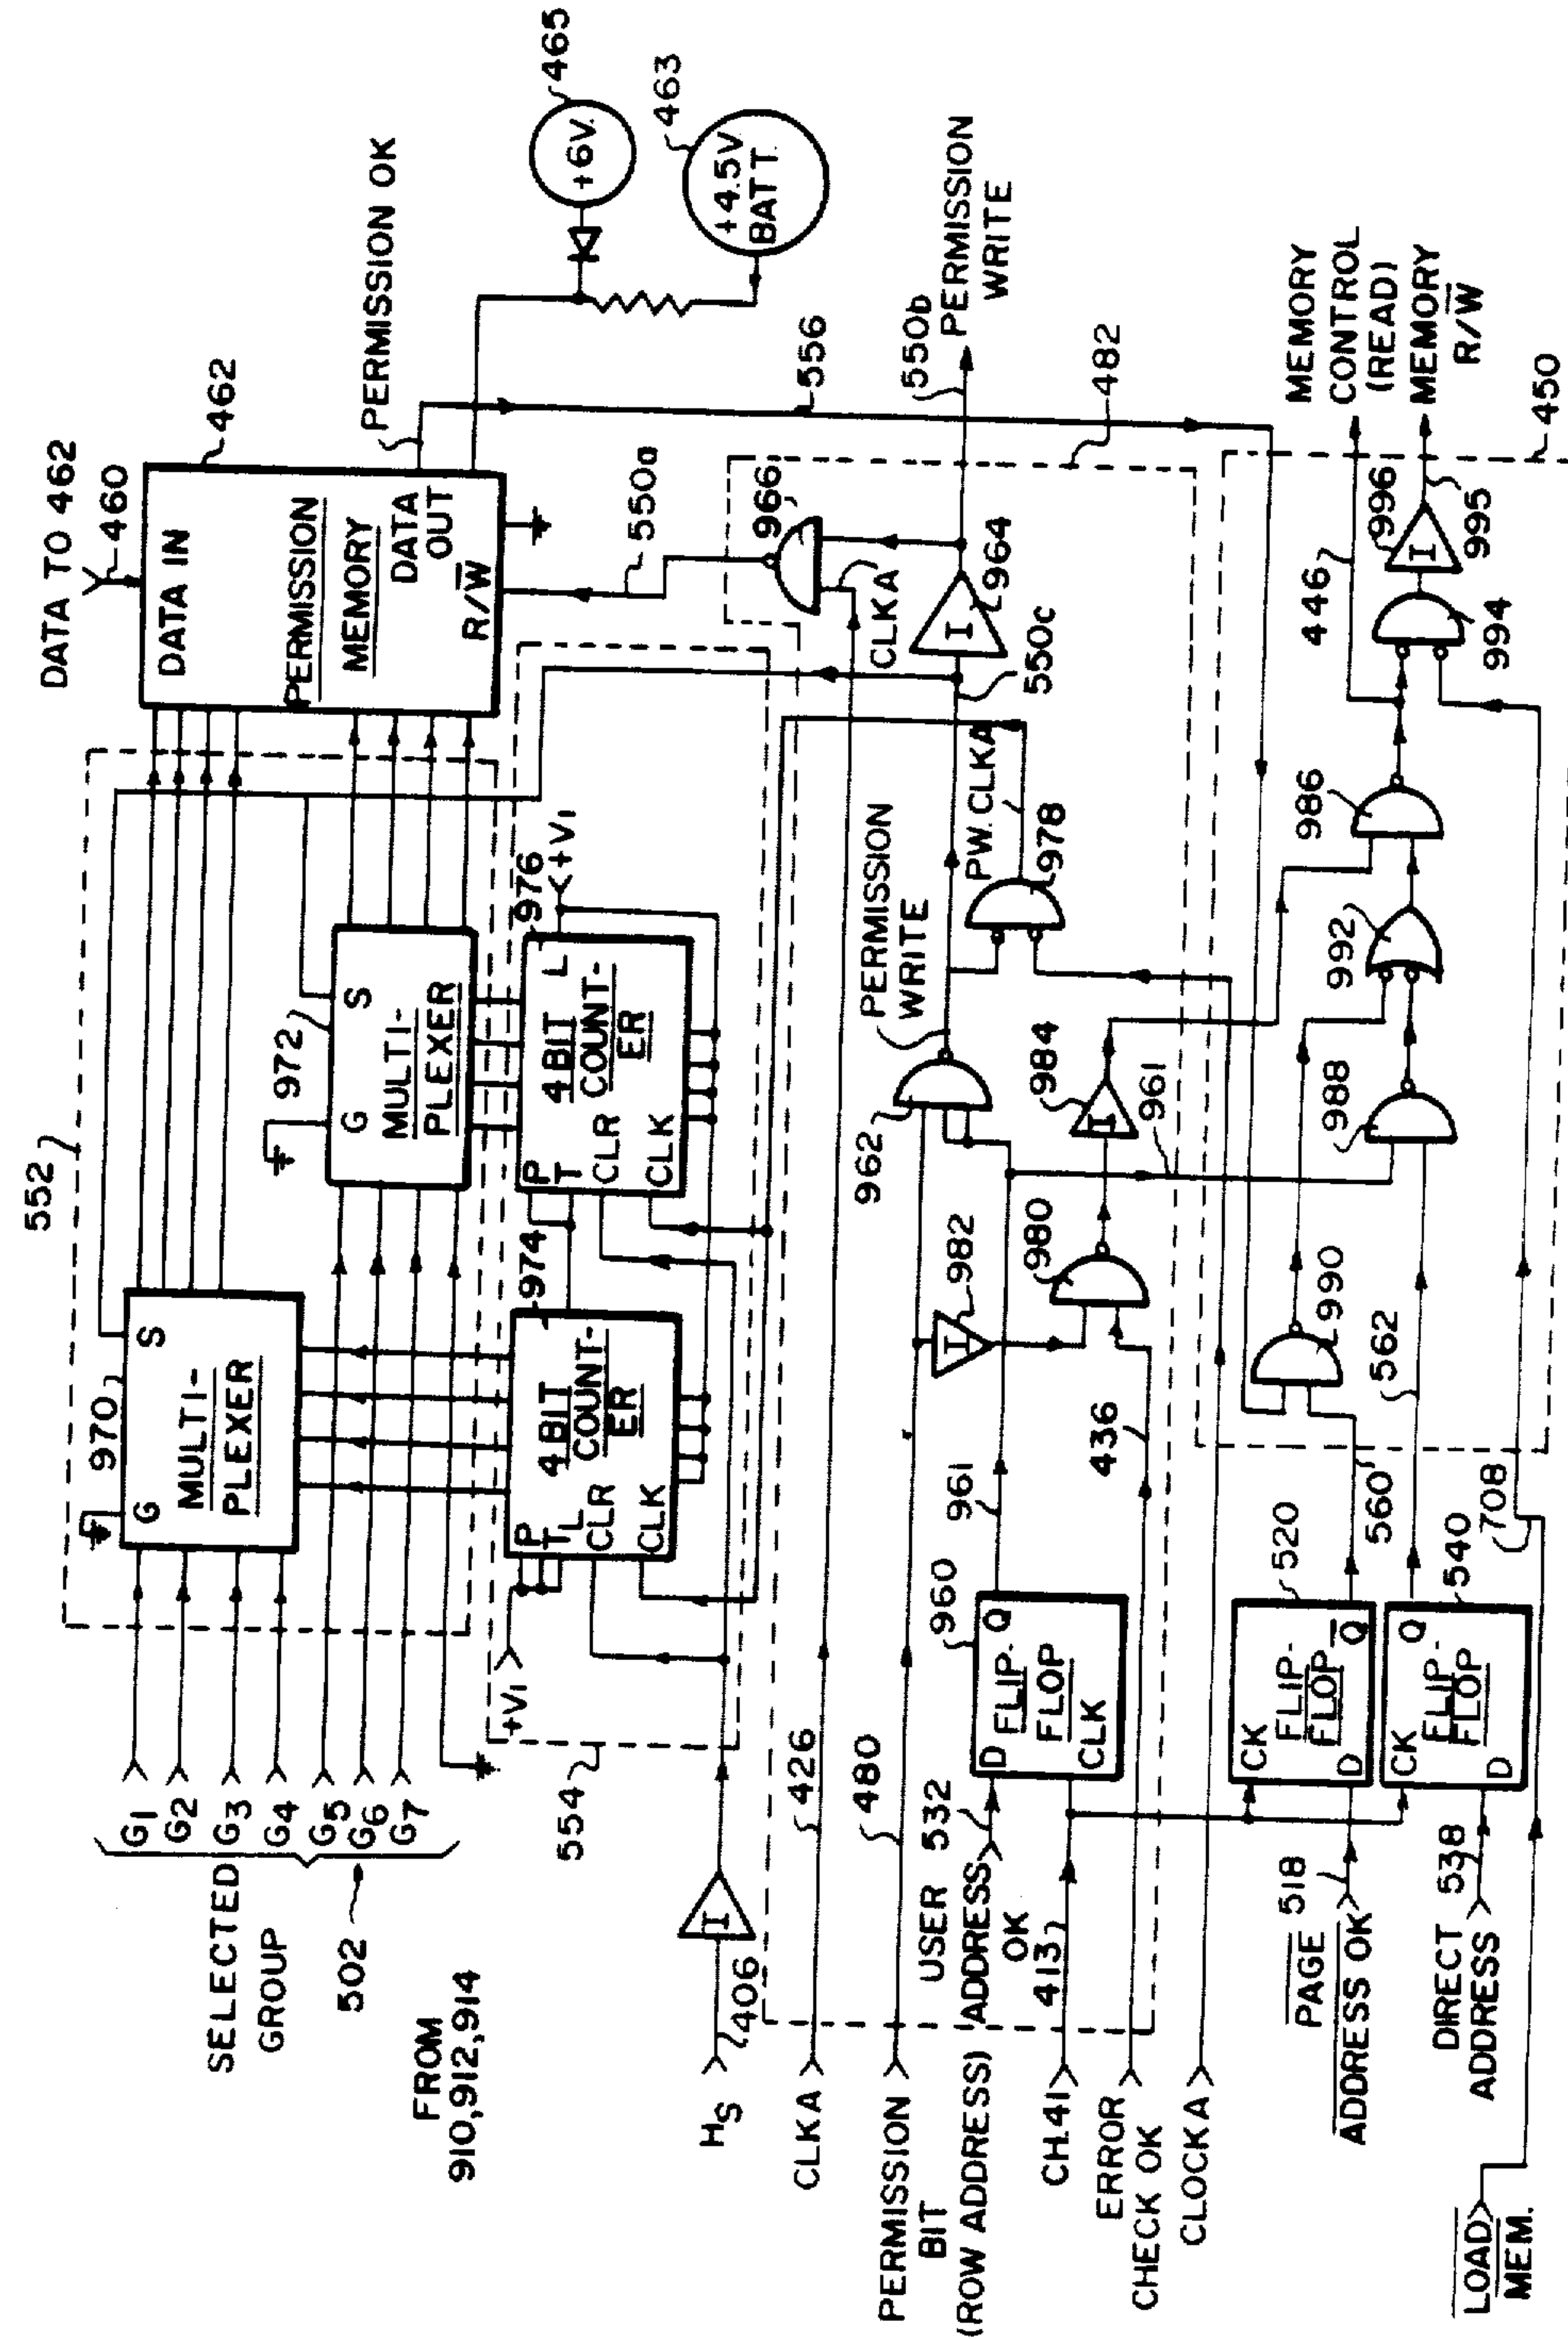 DATA TO 462
460
462
DATA IN
PERMISSION
MEMORY
DATA
OUT
R/W̅
PERMISSION OK
+6V.
465
+4.5V
BATT.
463
552
970
G
S
MULTI-
PLEXER
972
G
S
MULTI-
PLEXER
974
P
T
L
CLR
CLK
4 BIT
COUNT-
ER
976
P
T
L
CLR
CLK
4 BIT
COUNT-
ER
+V1
+V1
554
G1
G2
G3
G4
G5
G6
G7
SELECTED
GROUP
502
FROM
910,912,914
HS
406
I
CLKA
426
CLKA
550a
966
556
550b
PERMISSION
WRITE
482
I
964
550c
PERMISSION
BIT
480
PERMISSION
WRITE
962
PW. CLKA
978
I
982
980
I
984
961
961
(ROW ADDRESS)
USER
ADDRESS
OK
532
960
D
Q
FLIP-
FLOP
CLK
CH.41
413
ERROR
CHECK OK
436
CLOCKA
P̅A̅G̅E̅
A̅D̅D̅R̅E̅S̅S̅ O̅K̅
518
520
CK
FLIP-
FLOP
D
Q̅
560
DIRECT
ADDRESS
538
540
CK
FLIP-
FLOP
D
Q
562
L̅O̅A̅D̅
M̅E̅M̅.
708
990
988
992
986
994
I
996
995
446
MEMORY
CONTROL
(READ)
MEMORY
R/W̅
450